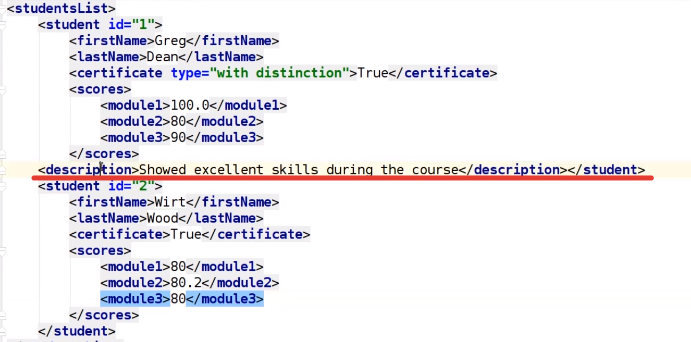 <studentsList>
<student id="1">
<firstName>Greg</firstName>
<lastName>Dean</lastName>
<certificate type="with distinction">True</certificate>
<scores>
<module1>100.0</module1>
<module2>80</module2>
<module3>90</module3>
</scores>
<description>Showed excellent skills during the course</description></student>
<student id="2">
<firstName>Wirt</firstName>
<lastName>Wood</lastName>
<certificate>True</certificate>
<scores>
<module1>80</module1>
<module2>80.2</module2>
<module3>80</module3>
</scores>
</student>